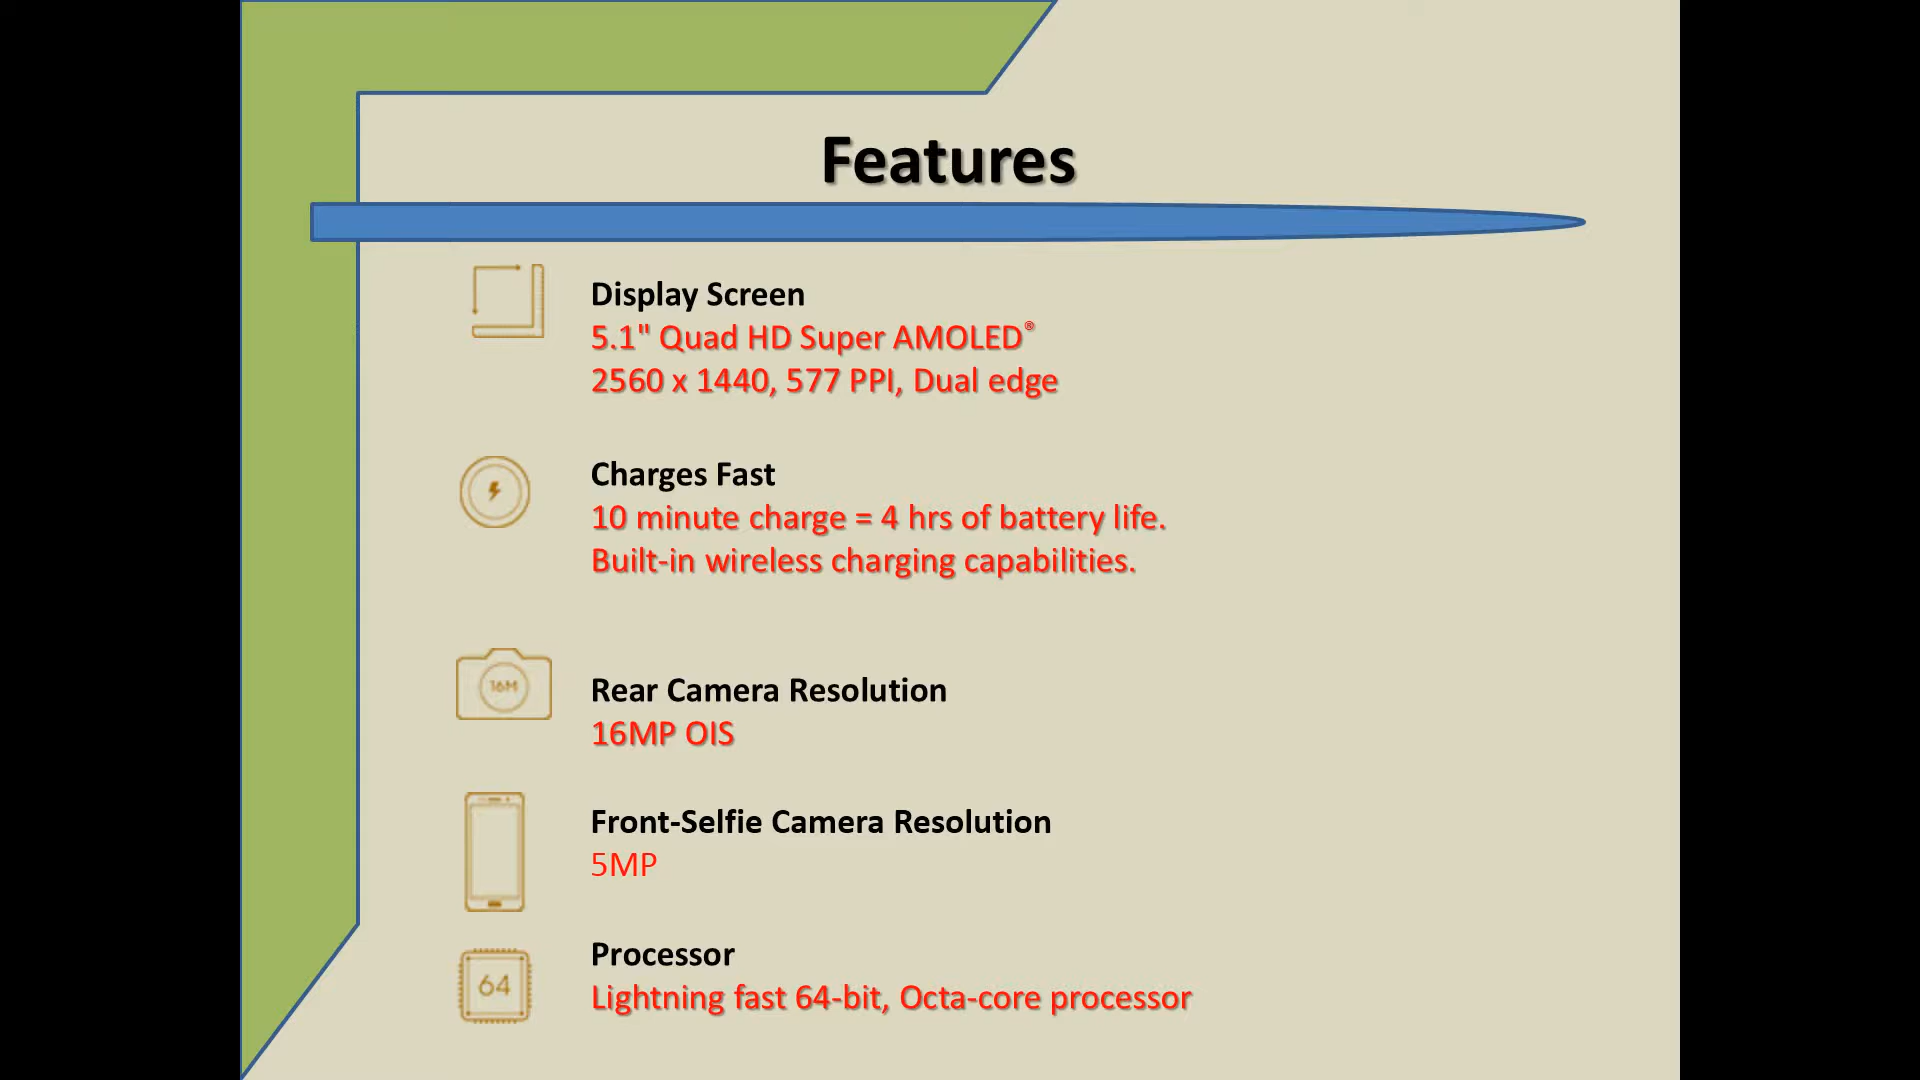 Features
Display Screen
5.1" Quad HD Super AMOLED®
2560 x 1440, 577 PPI, Dual edge
Charges Fast
10 minute charge = 4 hrs of battery life.
Built-in wireless charging capabilities.
16M
Rear Camera Resolution
16MP OIS
Front-Selfie Camera Resolution
5MP
Processor
64
Lightning fast 64-bit, Octa-core processor